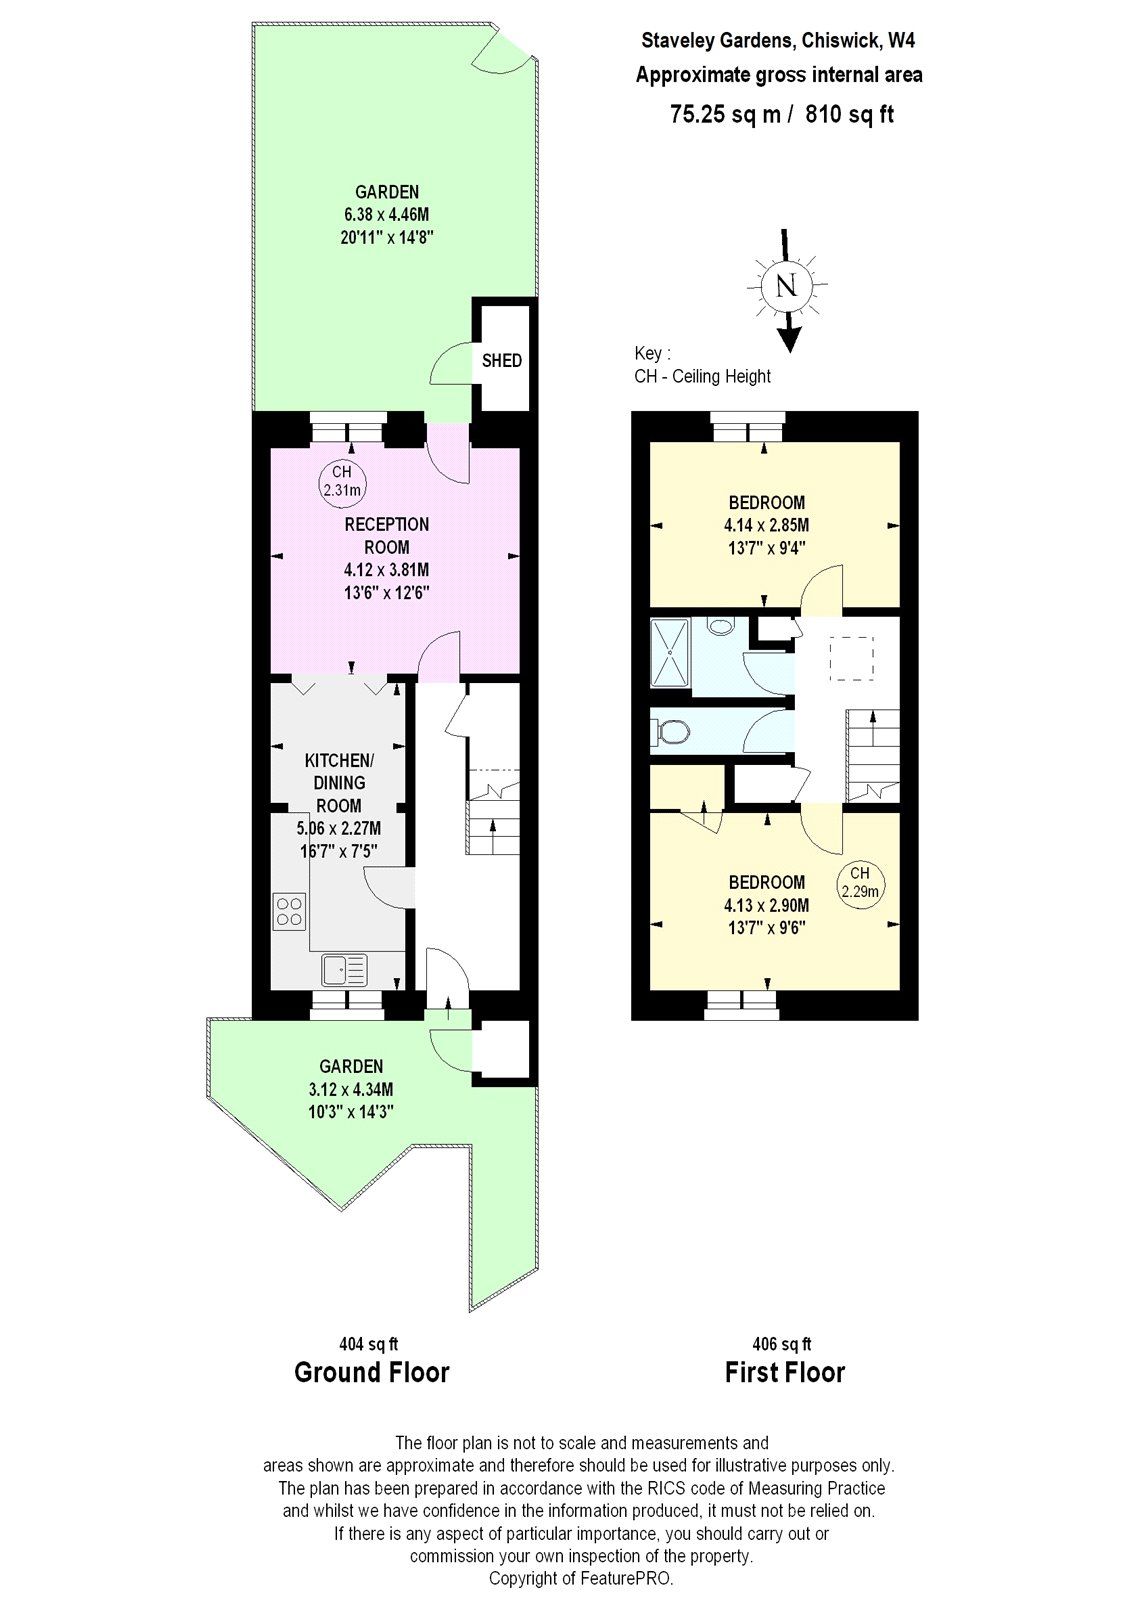 Staveley Gardens, Chiswick, W4
Approximate gross internal area
75.25 sq m / 810 sq ft
GARDEN
6.38 x 4.46M
20'11" x 14'8"
N
SHED
Key :
CH - Ceiling Height
CH
2.31m
RECEPTION
ROOM
4.12 x 3.81M
13'6" x 12'6"
BEDROOM
4.14 x 2.85M
13'7" x 9'4"
KITCHEN/
DINING
ROOM
5.06 x 2.27M
16'7" x 7'5"
BEDROOM
4.13 x 2.90M
13'7" x 9'6"
CH
2.29m
GARDEN
3.12 x 4.34M
10'3" x 14'3"
404 sq ft
Ground Floor
406 sq ft
First Floor
The floor plan is not to scale and measurements and
areas shown are approximate and therefore should be used for illustrative purposes only.
The plan has been prepared in accordance with the RICS code of Measuring Practice
and whilst we have confidence in the information produced, it must not be relied on.
If there is any aspect of particular importance, you should carry out or
commission your own inspection of the property.
Copyright of FeaturePRO.